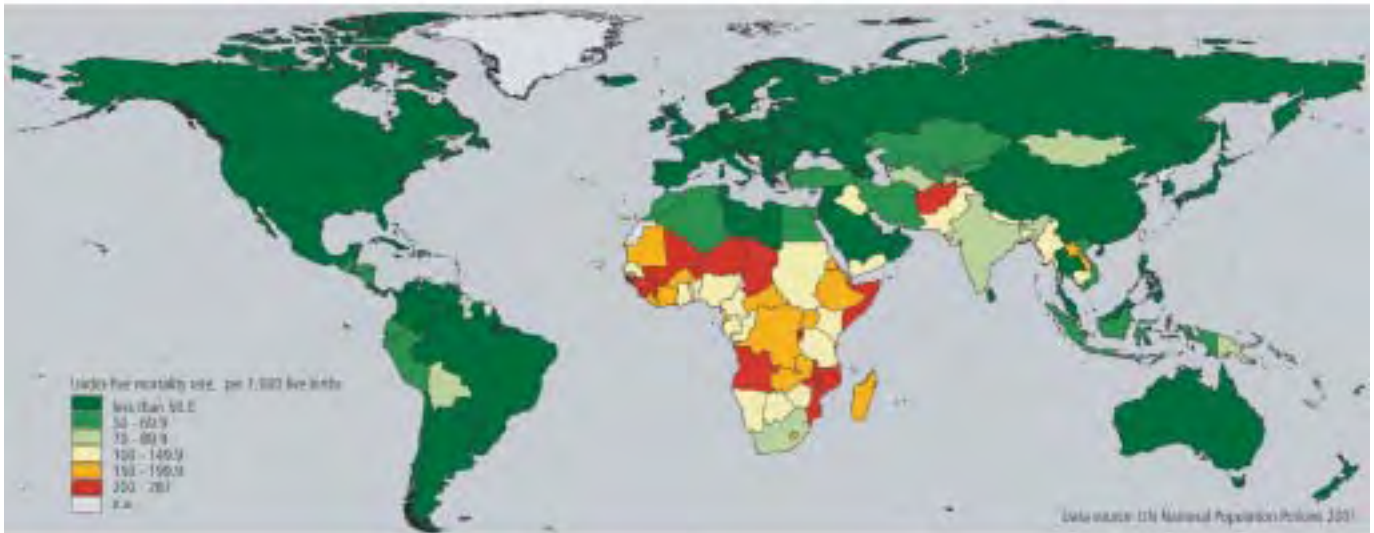 Under-five mortality rate, per 1.000 live births
less than 50.0
50 - 69.9
70 - 99.9
100 - 149.9
150 - 199.9
200 -
Data source: UN National Population Policies 2001